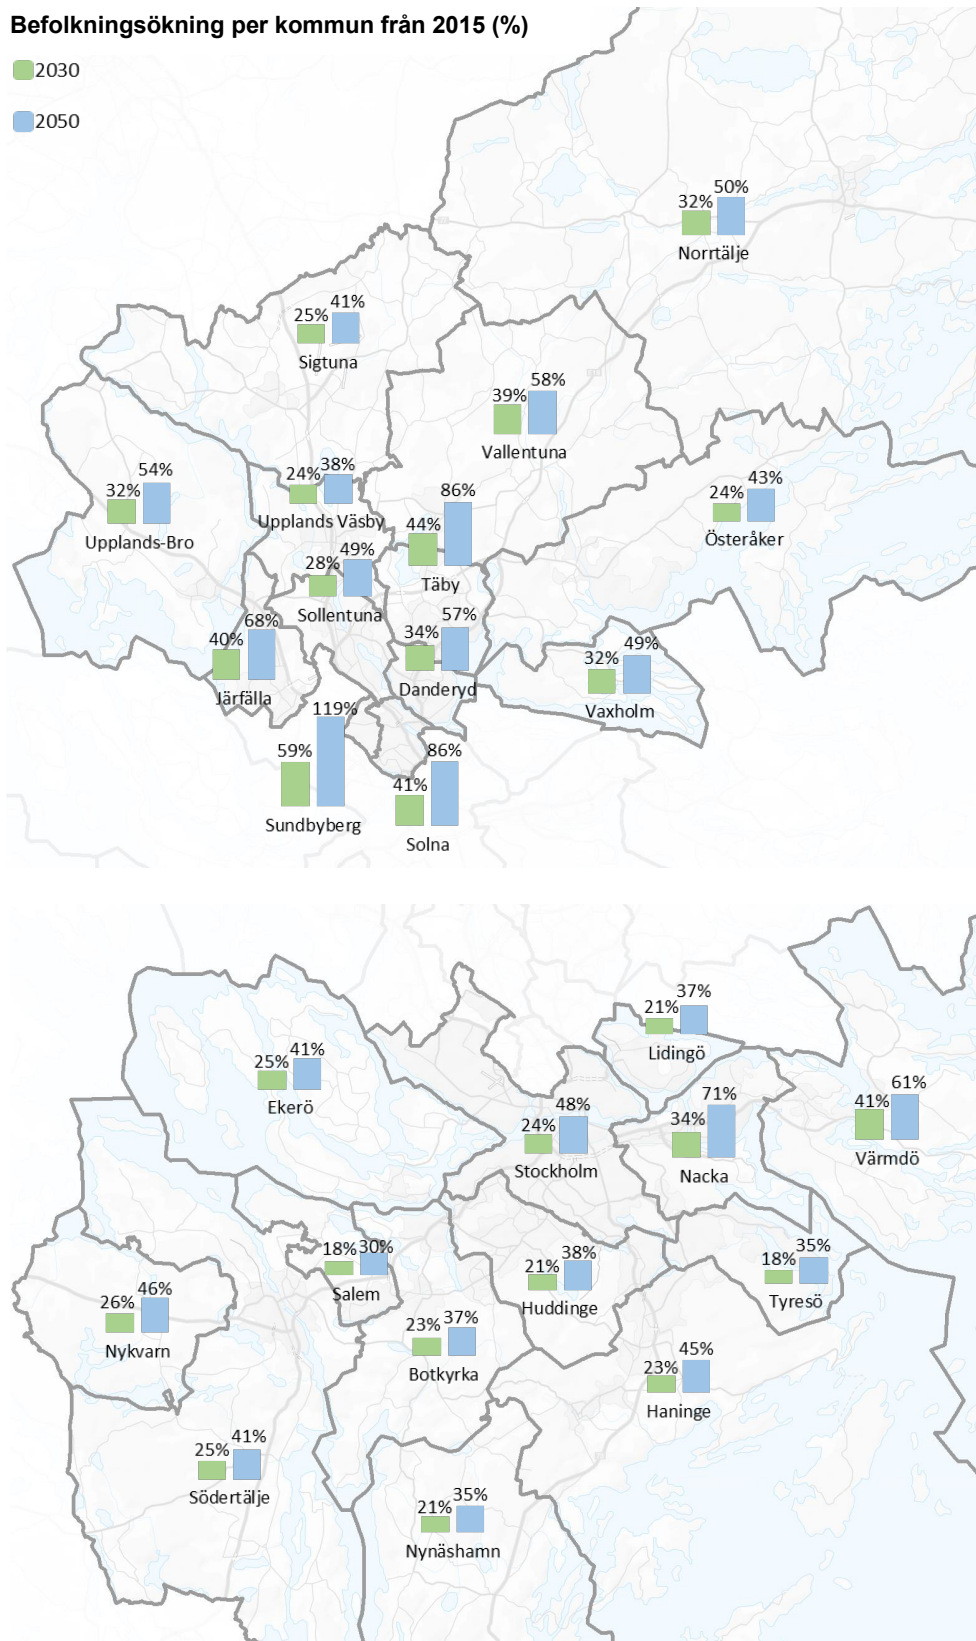 Befolkningsökning per kommun från 2015 (%)
2030
2050
32% 50%
Norrtälje
25% 41%
Sigtuna
39% 58%
Vallentuna
32% 54%
Upplands-Bro
24% 38%
Upplands Väsby
44% 86%
Täby
24% 43%
Österåker
28% 49%
Sollentuna
40% 68%
Järfälla
34% 57%
Danderyd
32% 49%
Vaxholm
59% 119%
Sundbyberg
41% 86%
Solna
21% 37%
Lidingö
25% 41%
Ekerö
24% 48%
Stockholm
34% 71%
Nacka
41% 61%
Värmdö
18% 30%
Salem
21% 38%
Huddinge
18% 35%
Tyresö
26% 46%
Nykvarn
23% 37%
Botkyrka
23% 45%
Haninge
25% 41%
Södertälje
21% 35%
Nynäshamn